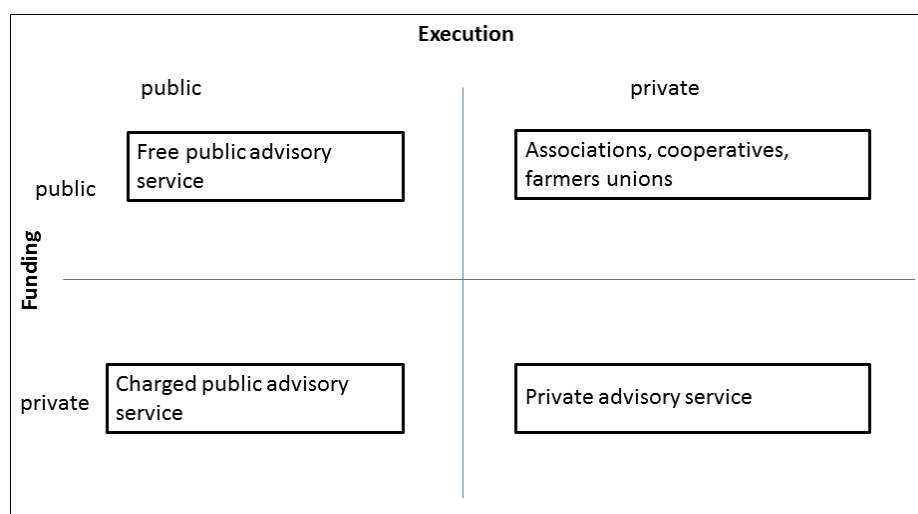 Execution
public
private
Free public advisory
service
Associations, cooperatives,
farmers unions
public
Funding
Charged public advisory
service
Private advisory service
private